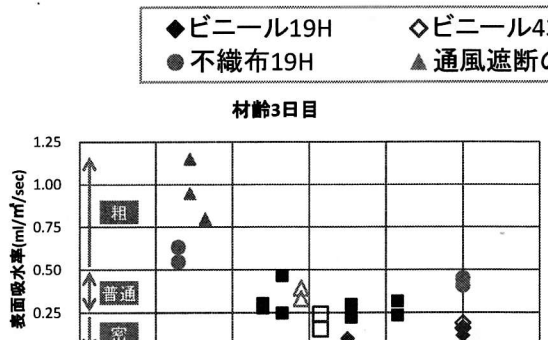 ◆ビニール19H ◇ビニール4
●不織布19H ▲通風遮断の
材齢3日目
表面吸水率(ml/㎡/sec)
1.25
1.00
粗
0.75
0.50
普通
0.25
密